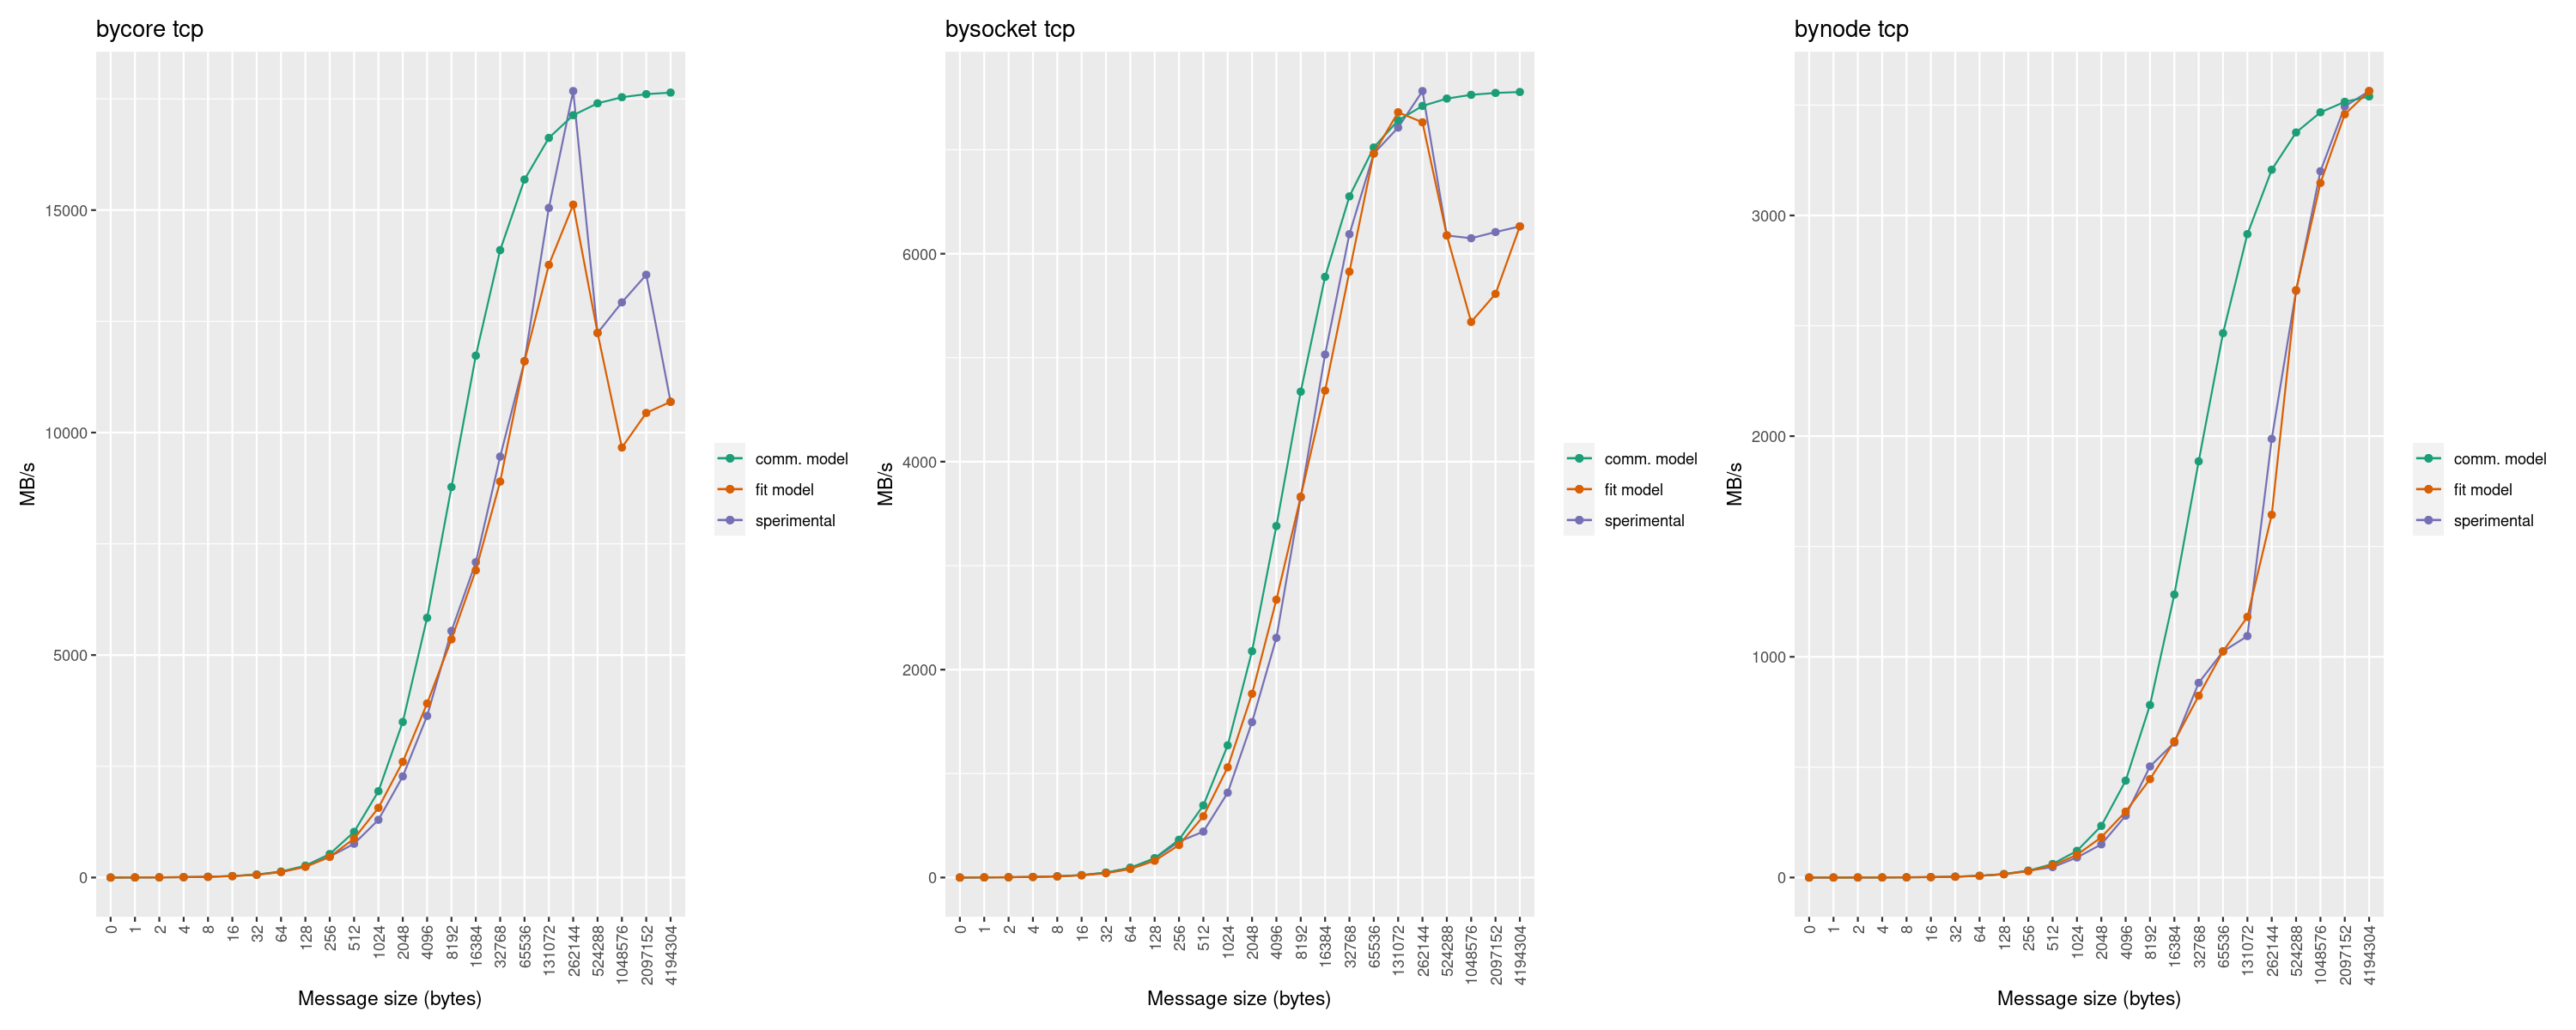 bycore tcp
MB/s
15000
10000
5000
0
0 1 2 4 8 16 32 64 128 256 512 1024 2048 4096 8192 16384 32768 65536 131072 262144 524288 1048576 2097152 4194304
Message size (bytes)
comm. model
fit model
sperimental
bysocket tcp
MB/s
6000
4000
2000
0
0 1 2 4 8 16 32 64 128 256 512 1024 2048 4096 8192 16384 32768 65536 131072 262144 524288 1048576 2097152 4194304
Message size (bytes)
comm. model
fit model
sperimental
bynode tcp
MB/s
3000
2000
1000
0
0 1 2 4 8 16 32 64 128 256 512 1024 2048 4096 8192 16384 32768 65536 131072 262144 524288 1048576 2097152 4194304
Message size (bytes)
comm. model
fit model
sperimental